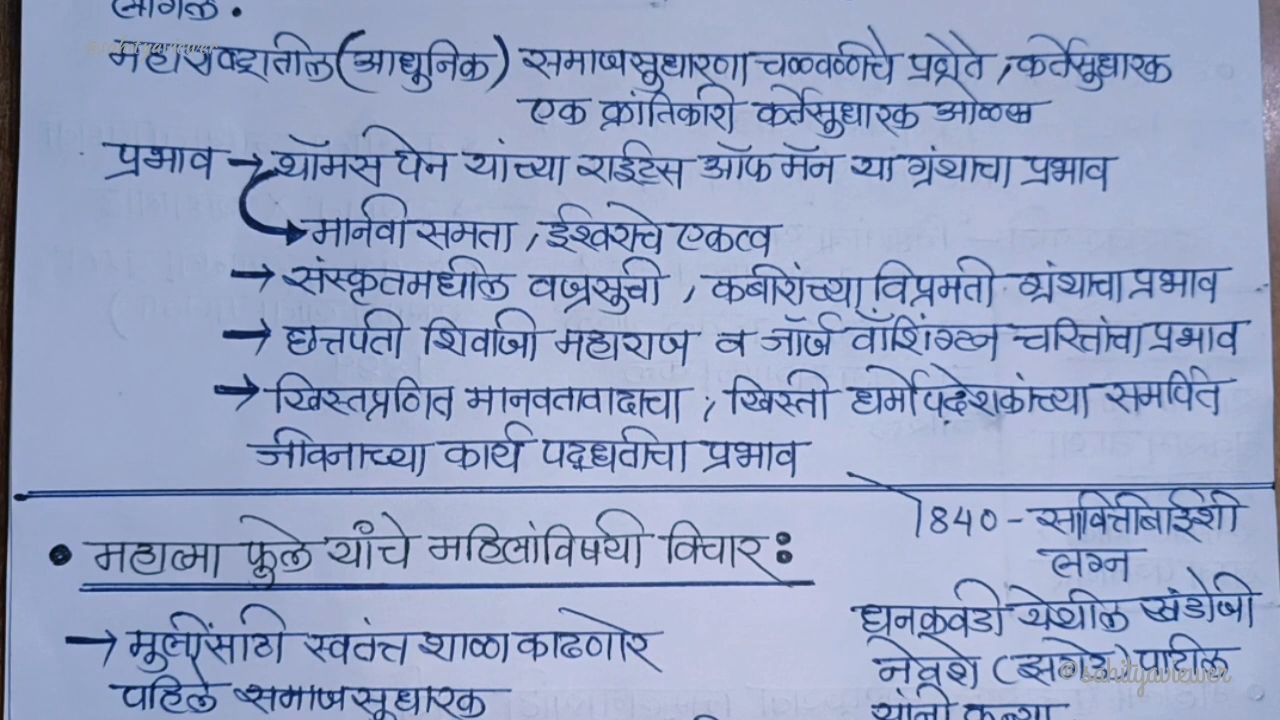 लागले.
महाराष्ट्रातील (आधुनिक) समाजसुधारणा चळवळीचे प्रणेते, कर्तेसुधारक
एक क्रांतिकारी कर्तेसुधारक ओळख
प्रभाव → थॉमस पेन यांच्या राईट्स ऑफ मॅन या ग्रंथाचा प्रभाव
→ मानवी समता, ईश्वराचे एकत्व
→ संस्कृतमधील वज्रसुची, कबीरांच्या विप्रमती ग्रंथाचा प्रभाव
→ छत्रपती शिवाजी महाराज व जॉर्ज वॉशिंग्टन चरित्रांचा प्रभाव
→ ख्रिस्तप्रणित मानवतावादाचा, ख्रिस्ती धर्मोपदेशकांच्या समर्पित
जीवनाच्या कार्य पद्धतीचा प्रभाव
• महात्मा फुले यांचे महिलांविषयी विचार:
→ मुलींसाठी स्वतंत्र शाळा काढणारे
पहिले समाजसुधारक
1840 - सावित्रीबाईंशी
लग्न
धनकवडी येथील खंडोजी
नेवशे (झगडे) पाटील
यांची कन्या
@sahityaviewer